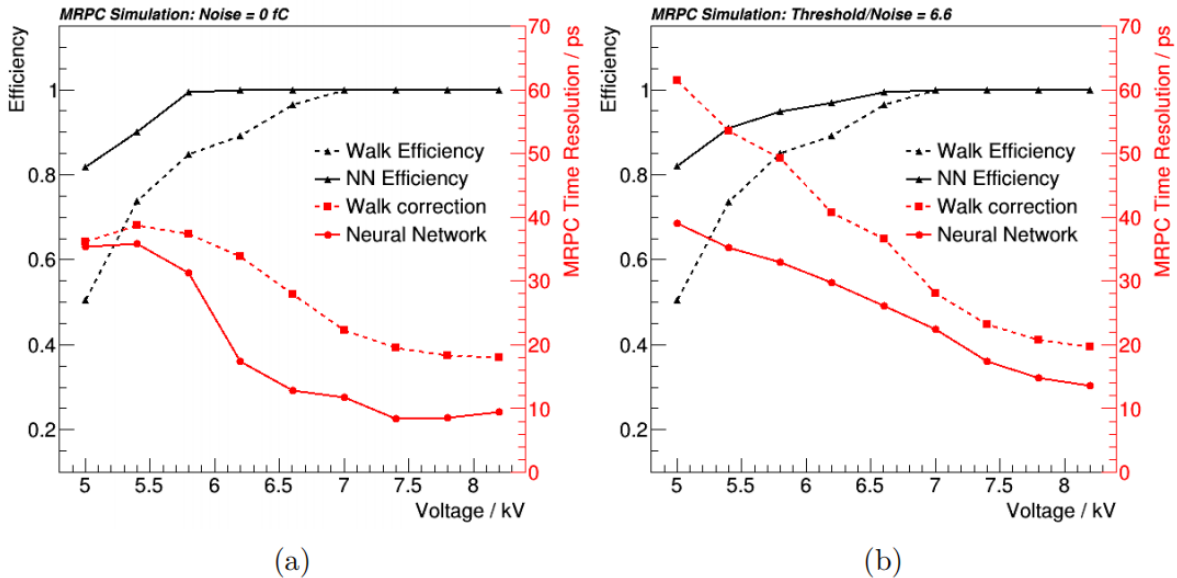 MRPC Simulation: Noise = 0 fC
Efficiency
1
0.8
0.6
0.4
0.2
Walk Efficiency
NN Efficiency
Walk correction
Neural Network
70
60
50
40
30
20
10
0
MRPC Time Resolution / ps
5 5.5 6 6.5 7 7.5 8
Voltage / kV
(a)
MRPC Simulation: Threshold/Noise = 6.6
Efficiency
1
0.8
0.6
0.4
0.2
Walk Efficiency
NN Efficiency
Walk correction
Neural Network
70
60
50
40
30
20
10
0
MRPC Time Resolution / ps
5 5.5 6 6.5 7 7.5 8
Voltage / kV
(b)